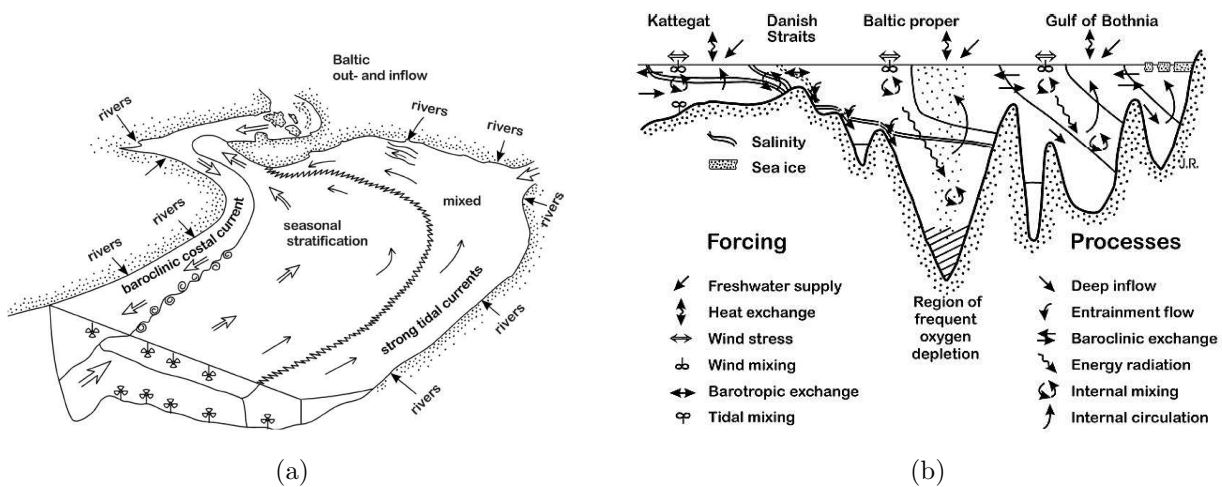 Baltic
out- and inflow
rivers
rivers
rivers
rivers
rivers
rivers
rivers
rivers
rivers
mixed
seasonal
stratification
baroclinic costal current
strong tidal currents
(a)
Kattegat
Danish
Straits
Baltic proper
Gulf of Bothnia
Salinity
Sea ice
J.R.
Forcing
Freshwater supply
Heat exchange
Wind stress
Wind mixing
Barotropic exchange
Tidal mixing
Region of
frequent
oxygen
depletion
Processes
Deep inflow
Entrainment flow
Baroclinic exchange
Energy radiation
Internal mixing
Internal circulation
(b)